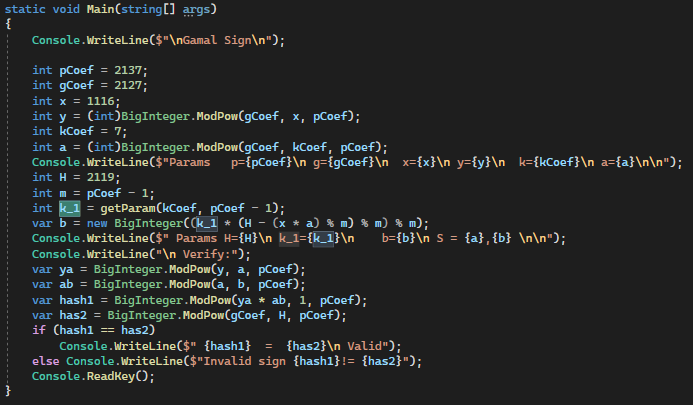 static void Main(string[] args)
{
    Console.WriteLine($"\nGamal Sign\n");

    int pCoef = 2137;
    int gCoef = 2127;
    int x = 1116;
    int y = (int)BigInteger.ModPow(gCoef, x, pCoef);
    int kCoef = 7;
    int a = (int)BigInteger.ModPow(gCoef, kCoef, pCoef);
    Console.WriteLine($"Params   p={pCoef}\n g={gCoef}\n  x={x}\n y={y}\n  k={kCoef}\n a={a}\n\n");
    int H = 2119;
    int m = pCoef - 1;
    int k_1 = getParam(kCoef, pCoef - 1);
    var b = new BigInteger((k_1 * (H - (x * a) % m) % m) % m);
    Console.WriteLine($" Params H={H}\n k_1={k_1}\n    b={b}\n S = {a},{b} \n\n");
    Console.WriteLine("\n Verify:");
    var ya = BigInteger.ModPow(y, a, pCoef);
    var ab = BigInteger.ModPow(a, b, pCoef);
    var hash1 = BigInteger.ModPow(ya * ab, 1, pCoef);
    var has2 = BigInteger.ModPow(gCoef, H, pCoef);
    if (hash1 == has2)
        Console.WriteLine($" {hash1}  =  {has2}\n Valid");
    else Console.WriteLine($"Invalid sign {hash1}!= {has2}");
    Console.ReadKey();
}